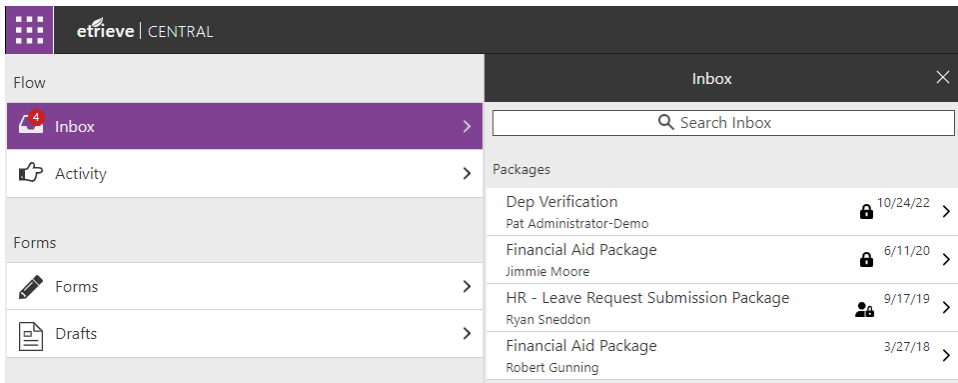 etrieve | CENTRAL
Flow
4
Inbox
Activity
Forms
Forms
Drafts
Inbox
Search Inbox
Packages
Dep Verification
10/24/22
Pat Administrator-Demo
Financial Aid Package
6/11/20
Jimmie Moore
HR - Leave Request Submission Package
9/17/19
Ryan Sneddon
Financial Aid Package
3/27/18
Robert Gunning